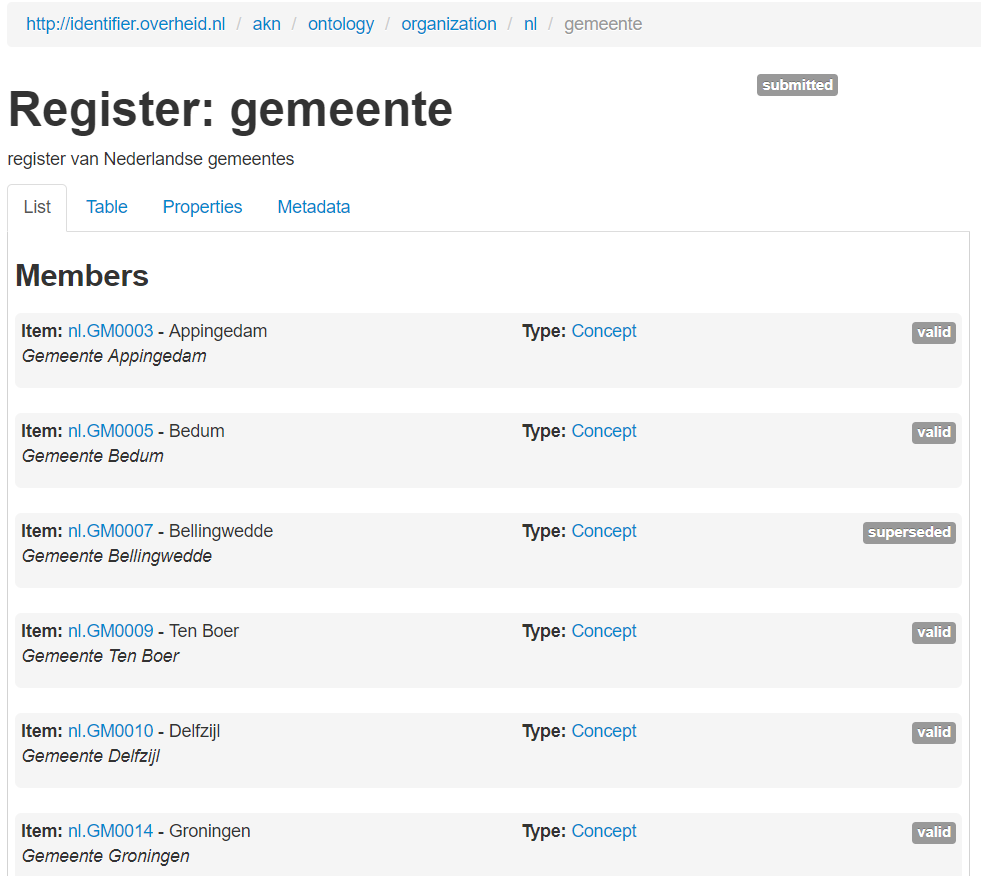 http://identifier.overheid.nl / akn / ontology / organization / nl / gemeente
submitted
Register: gemeente
register van Nederlandse gemeentes
List Table Properties Metadata
Members
Item: nl.GM0003 - Appingedam Type: Concept valid
Gemeente Appingedam
Item: nl.GM0005 - Bedum Type: Concept valid
Gemeente Bedum
Item: nl.GM0007 - Bellingwedde Type: Concept superseded
Gemeente Bellingwedde
Item: nl.GM0009 - Ten Boer Type: Concept valid
Gemeente Ten Boer
Item: nl.GM0010 - Delfzijl Type: Concept valid
Gemeente Delfzijl
Item: nl.GM0014 - Groningen Type: Concept valid
Gemeente Groningen